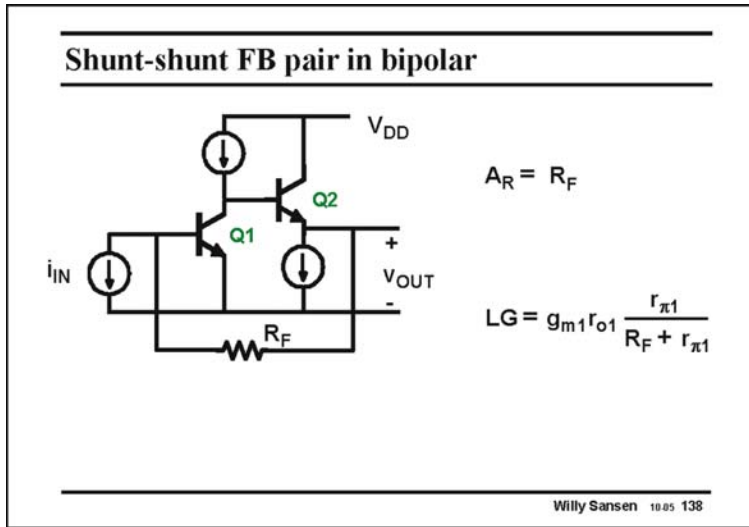 Shunt-shunt FB pair in bipolar
VDD
AR = RF
Q2
Q1
iIN
+
vOUT
-
LG = gm1ro1 rπ1 / RF + rπ1
RF
Willy Sansen 10-05 138